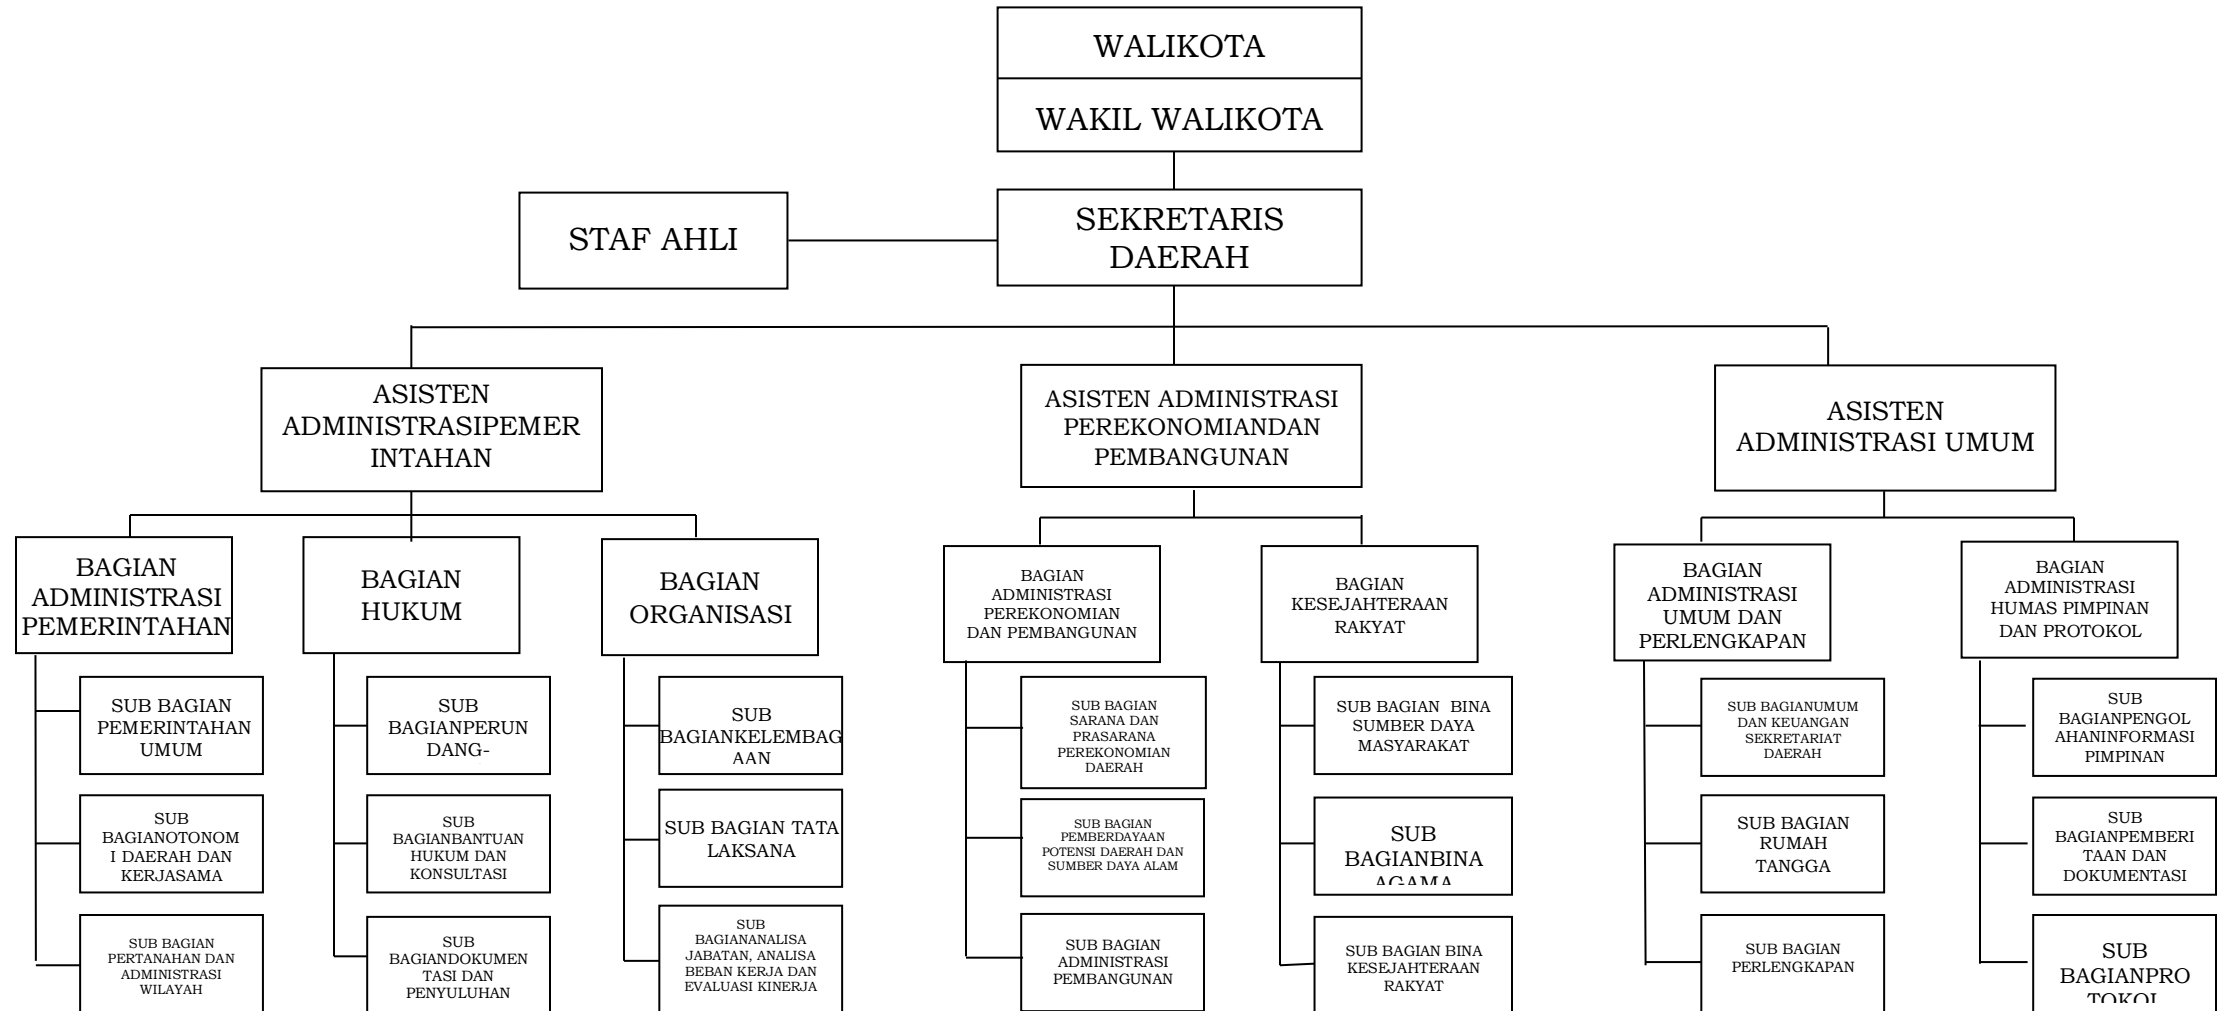 WALIKOTA
WAKIL WALIKOTA
STAF AHLI
SEKRETARIS
DAERAH
ASISTEN
ADMINISTRASIPEMER
INTAHAN
ASISTEN ADMINISTRASI
PEREKONOMIANDAN
PEMBANGUNAN
ASISTEN
ADMINISTRASI UMUM
BAGIAN
ADMINISTRASI
PEMERINTAHAN
BAGIAN
HUKUM
BAGIAN
ORGANISASI
BAGIAN
ADMINISTRASI
PEREKONOMIAN
DAN PEMBANGUNAN
BAGIAN
KESEJAHTERAAN
RAKYAT
BAGIAN
ADMINISTRASI
UMUM DAN
PERLENGKAPAN
BAGIAN
ADMINISTRASI
HUMAS PIMPINAN
DAN PROTOKOL
SUB BAGIAN
PEMERINTAHAN
UMUM
SUB
BAGIANPERUN
DANG-
SUB
BAGIANKELEMBAG
AAN
SUB BAGIAN
SARANA DAN
PRASARANA
PEREKONOMIAN
DAERAH
SUB BAGIAN BINA
SUMBER DAYA
MASYARAKAT
SUB BAGIANUMUM
DAN KEUANGAN
SEKRETARIAT
DAERAH
SUB
BAGIANPENGOL
AHANINFORMASI
PIMPINAN
SUB
BAGIANOTONOM
I DAERAH DAN
KERJASAMA
SUB
BAGIANBANTUAN
HUKUM DAN
KONSULTASI
SUB BAGIAN TATA
LAKSANA
SUB BAGIAN
PEMBERDAYAAN
POTENSI DAERAH DAN
SUMBER DAYA ALAM
SUB
BAGIANBINA
AGAMA
SUB BAGIAN
RUMAH
TANGGA
SUB
BAGIANPEMBERI
TAAN DAN
DOKUMENTASI
SUB BAGIAN
PERTANAHAN DAN
ADMINISTRASI
WILAYAH
SUB
BAGIANDOKUMEN
TASI DAN
PENYULUHAN
SUB
BAGIANANALISA
JABATAN, ANALISA
BEBAN KERJA DAN
EVALUASI KINERJA
SUB BAGIAN
ADMINISTRASI
PEMBANGUNAN
SUB BAGIAN BINA
KESEJAHTERAAN
RAKYAT
SUB BAGIAN
PERLENGKAPAN
SUB
BAGIANPRO
TOKOL